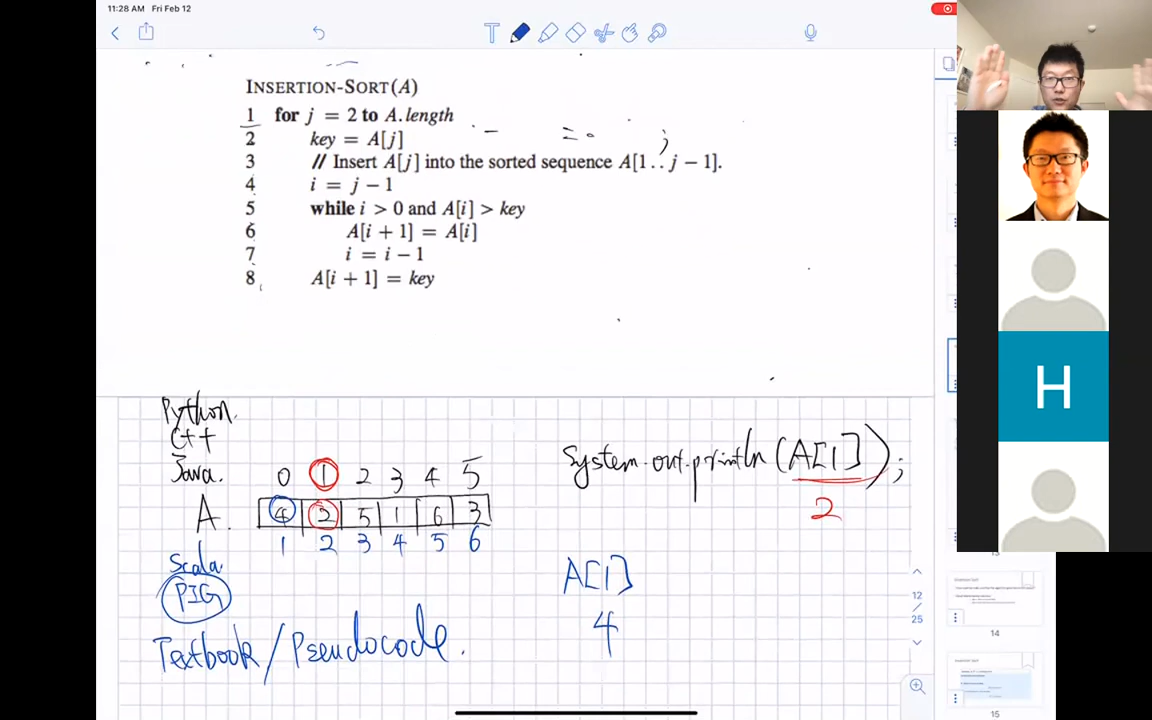 11:28 AM Fri Feb 12
INSERTION-SORT(A)
1 for j = 2 to A.length
2 key = A[j]
3 // Insert A[j] into the sorted sequence A[1..j − 1].
4 i = j − 1
5 while i > 0 and A[i] > key
6 A[i + 1] = A[i]
7 i = i − 1
8 A[i + 1] = key
Python.
C++
Java. 0 1 2 3 4 5
A. 4 2 5 1 6 3
1 2 3 4 5 6
Scala
PIG
Textbook/Pseudocode.
System.out.println(A[1]);
2
A[1]
4
H
12
/
25
14
15